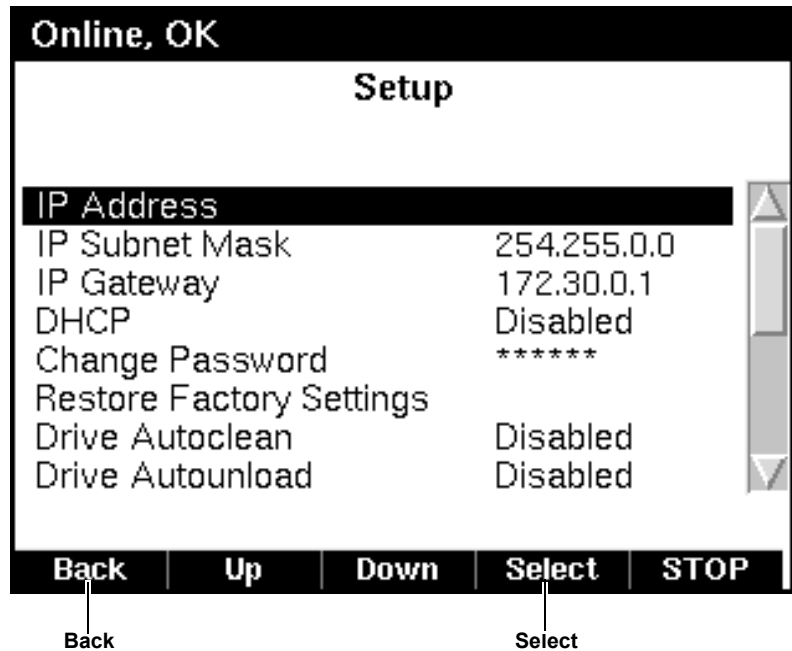 Online, OK
Setup
IP Address
IP Subnet Mask 254.255.0.0
IP Gateway 172.30.0.1
DHCP Disabled
Change Password ******
Restore Factory Settings
Drive Autoclean Disabled
Drive Autounload Disabled
Back Up Down Select STOP
Back Select